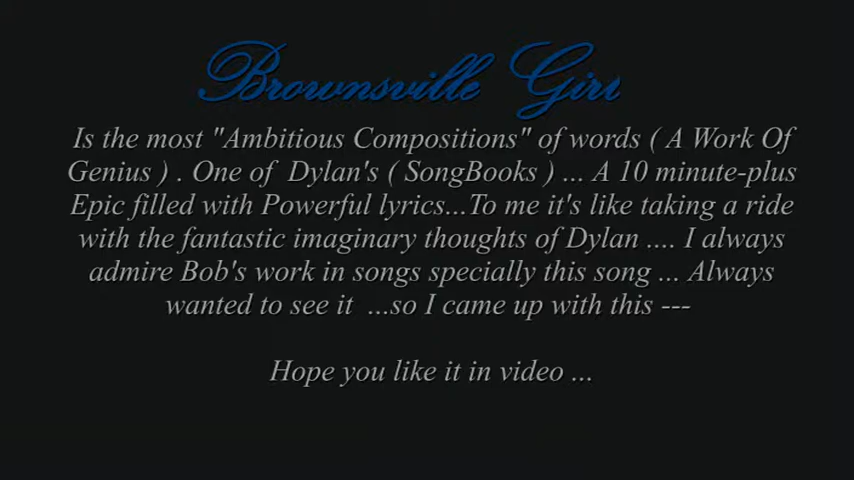 Brownsville Girl
Is the most "Ambitious Compositions" of words ( A Work Of
Genius ) . One of Dylan's ( SongBooks ) ... A 10 minute-plus
Epic filled with Powerful lyrics...To me it's like taking a ride
with the fantastic imaginary thoughts of Dylan .... I always
admire Bob's work in songs specially this song ... Always
wanted to see it ...so I came up with this ---
Hope you like it in video ...